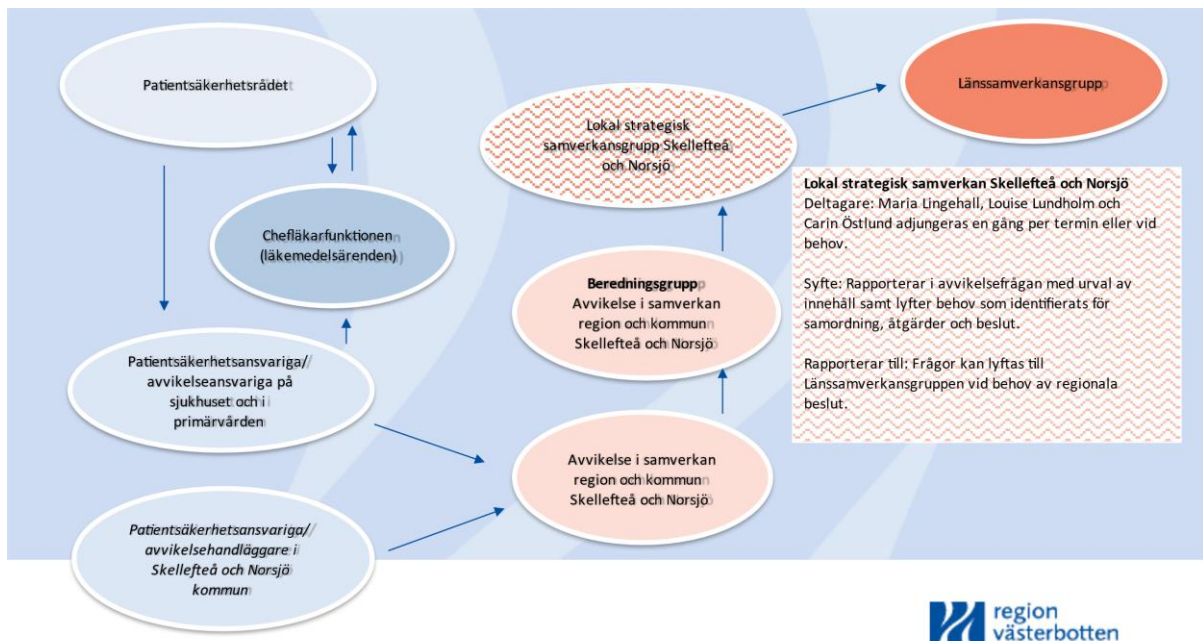 Patientsäkerhetsrådet
Länssamverkansgrupp
Lokal strategisk
samverkansgrupp Skellefteå
och Norsjö
Chefläkarfunktionen
(läkemedelsärenden)
Lokal strategisk samverkan Skellefteå och Norsjö
Deltagare: Maria Lingehall, Louise Lundholm och
Carin Östlund adjungeras en gång per termin eller vid
behov.
Syfte: Rapporterar i avvikelsefrågan med urval av
innehåll samt lyfter behov som identifierats för
samordning, åtgärder och beslut.
Rapporterar till: Frågor kan lyftas till
Länssamverkansgruppen vid behov av regionala
beslut.
Beredningsgrupp
Avvikelse i samverkan
region och kommun
Skellefteå och Norsjö
Patientsäkerhetsansvariga/
avvikelseansvariga på
sjukhuset och i
primärvården
Avvikelse i samverkan
region och kommun
Skellefteå och Norsjö
Patientsäkerhetsansvariga/
avvikelsehandläggare i
Skellefteå och Norsjö
kommun
region
västerbotten